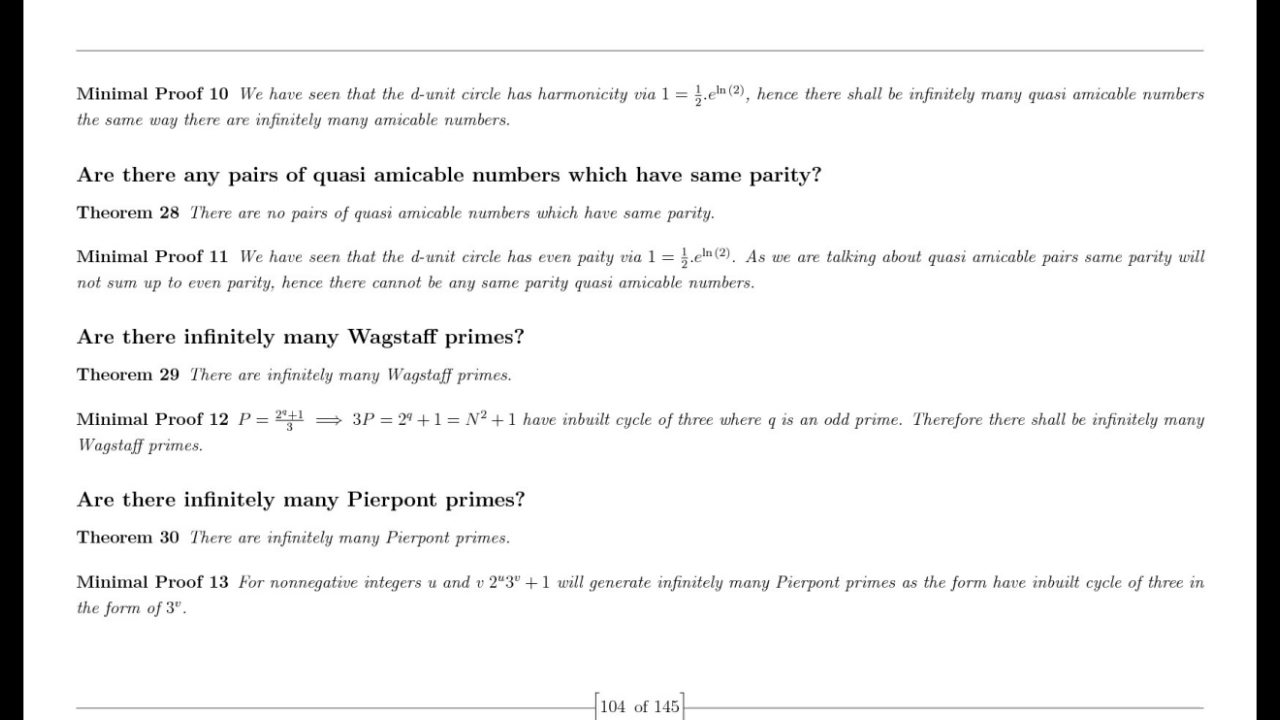 Minimal Proof 10 We have seen that the d-unit circle has harmonicity via 1 = ½.e^{ln (2)}, hence there shall be infinitely many quasi amicable numbers
the same way there are infinitely many amicable numbers.
Are there any pairs of quasi amicable numbers which have same parity?
Theorem 28 There are no pairs of quasi amicable numbers which have same parity.
Minimal Proof 11 We have seen that the d-unit circle has even paity via 1 = ½.e^{ln (2)}. As we are talking about quasi amicable pairs same parity will
not sum up to even parity, hence there cannot be any same parity quasi amicable numbers.
Are there infinitely many Wagstaff primes?
Theorem 29 There are infinitely many Wagstaff primes.
Minimal Proof 12 P = \frac{2^q+1}{3} ⟹ 3P = 2^q + 1 = N² + 1 have inbuilt cycle of three where q is an odd prime. Therefore there shall be infinitely many
Wagstaff primes.
Are there infinitely many Pierpont primes?
Theorem 30 There are infinitely many Pierpont primes.
Minimal Proof 13 For nonnegative integers u and v 2^u3^v + 1 will generate infinitely many Pierpont primes as the form have inbuilt cycle of three in
the form of 3^v.
[104 of 145]